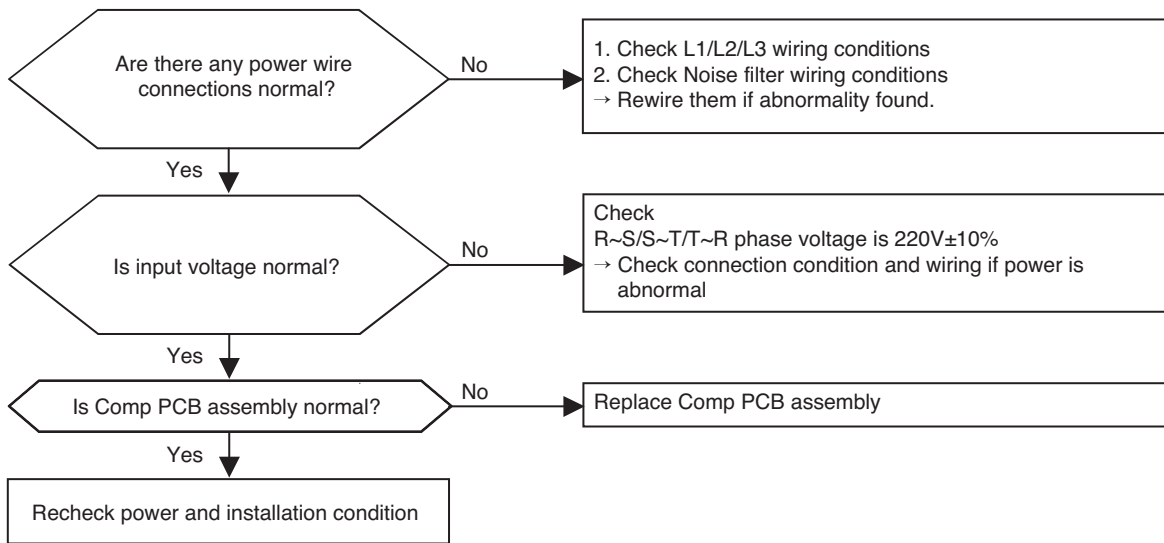 Are there any power wire
connections normal?
No
1. Check L1/L2/L3 wiring conditions
2. Check Noise filter wiring conditions
→ Rewire them if abnormality found.
Yes
Is input voltage normal?
No
Check
R~S/S~T/T~R phase voltage is 220V±10%
→ Check connection condition and wiring if power is
abnormal
Yes
Is Comp PCB assembly normal?
No
Replace Comp PCB assembly
Yes
Recheck power and installation condition